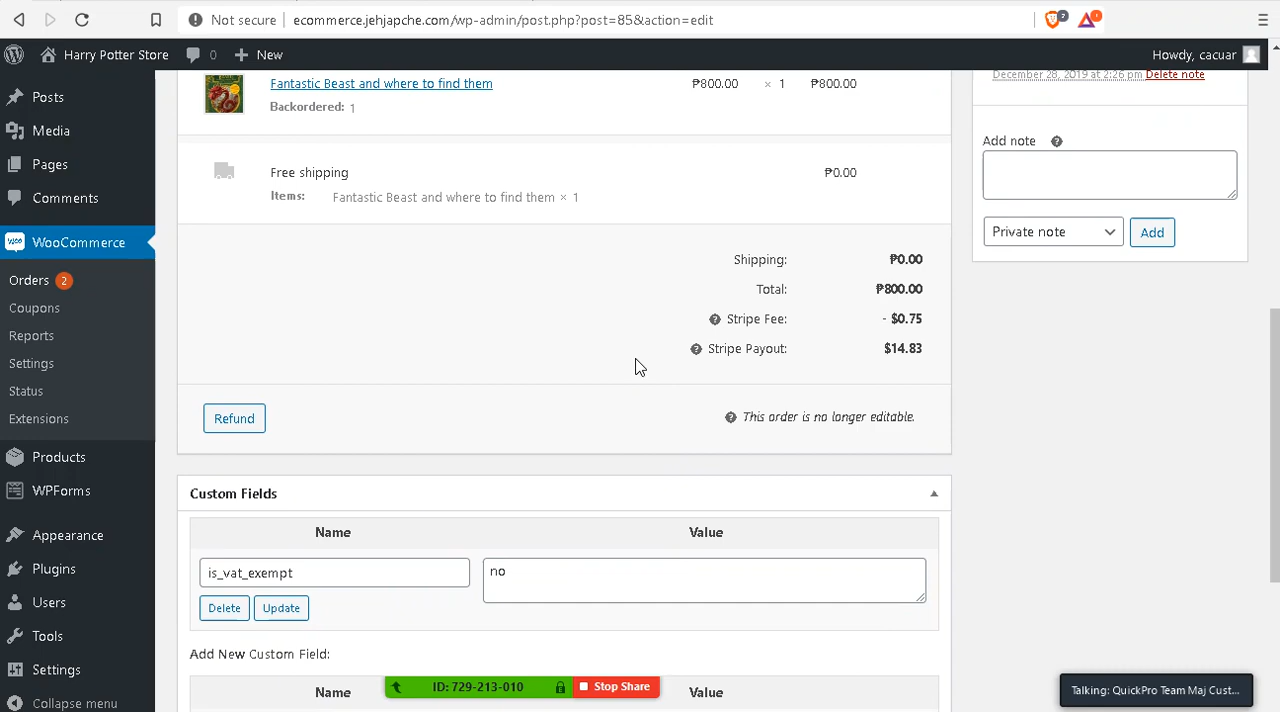 Not secure
ecommerce.jehjapche.com/wp-admin/post.php?post=85&action=edit
2
1
Harry Potter Store
0
New
Howdy, cacuar
Posts
Media
Pages
Comments
WooCommerce
Orders 2
Coupons
Reports
Settings
Status
Extensions
Products
WPForms
Appearance
Plugins
Users
Tools
Settings
Collapse menu
Fantastic Beast and where to find them ₱800.00 × 1 ₱800.00
Backordered: 1
Free shipping ₱0.00
Items: Fantastic Beast and where to find them × 1
Shipping: ₱0.00
Total: ₱800.00
Stripe Fee: - $0.75
Stripe Payout: $14.83
Refund
This order is no longer editable.
Custom Fields
Name Value
is_vat_exempt no
Delete Update
Add New Custom Field:
Name Value
December 28, 2019 at 2:26 pm Delete note
Add note
Private note Add
ID: 729-213-010 Stop Share
Talking: QuickPro Team Maj Cust...